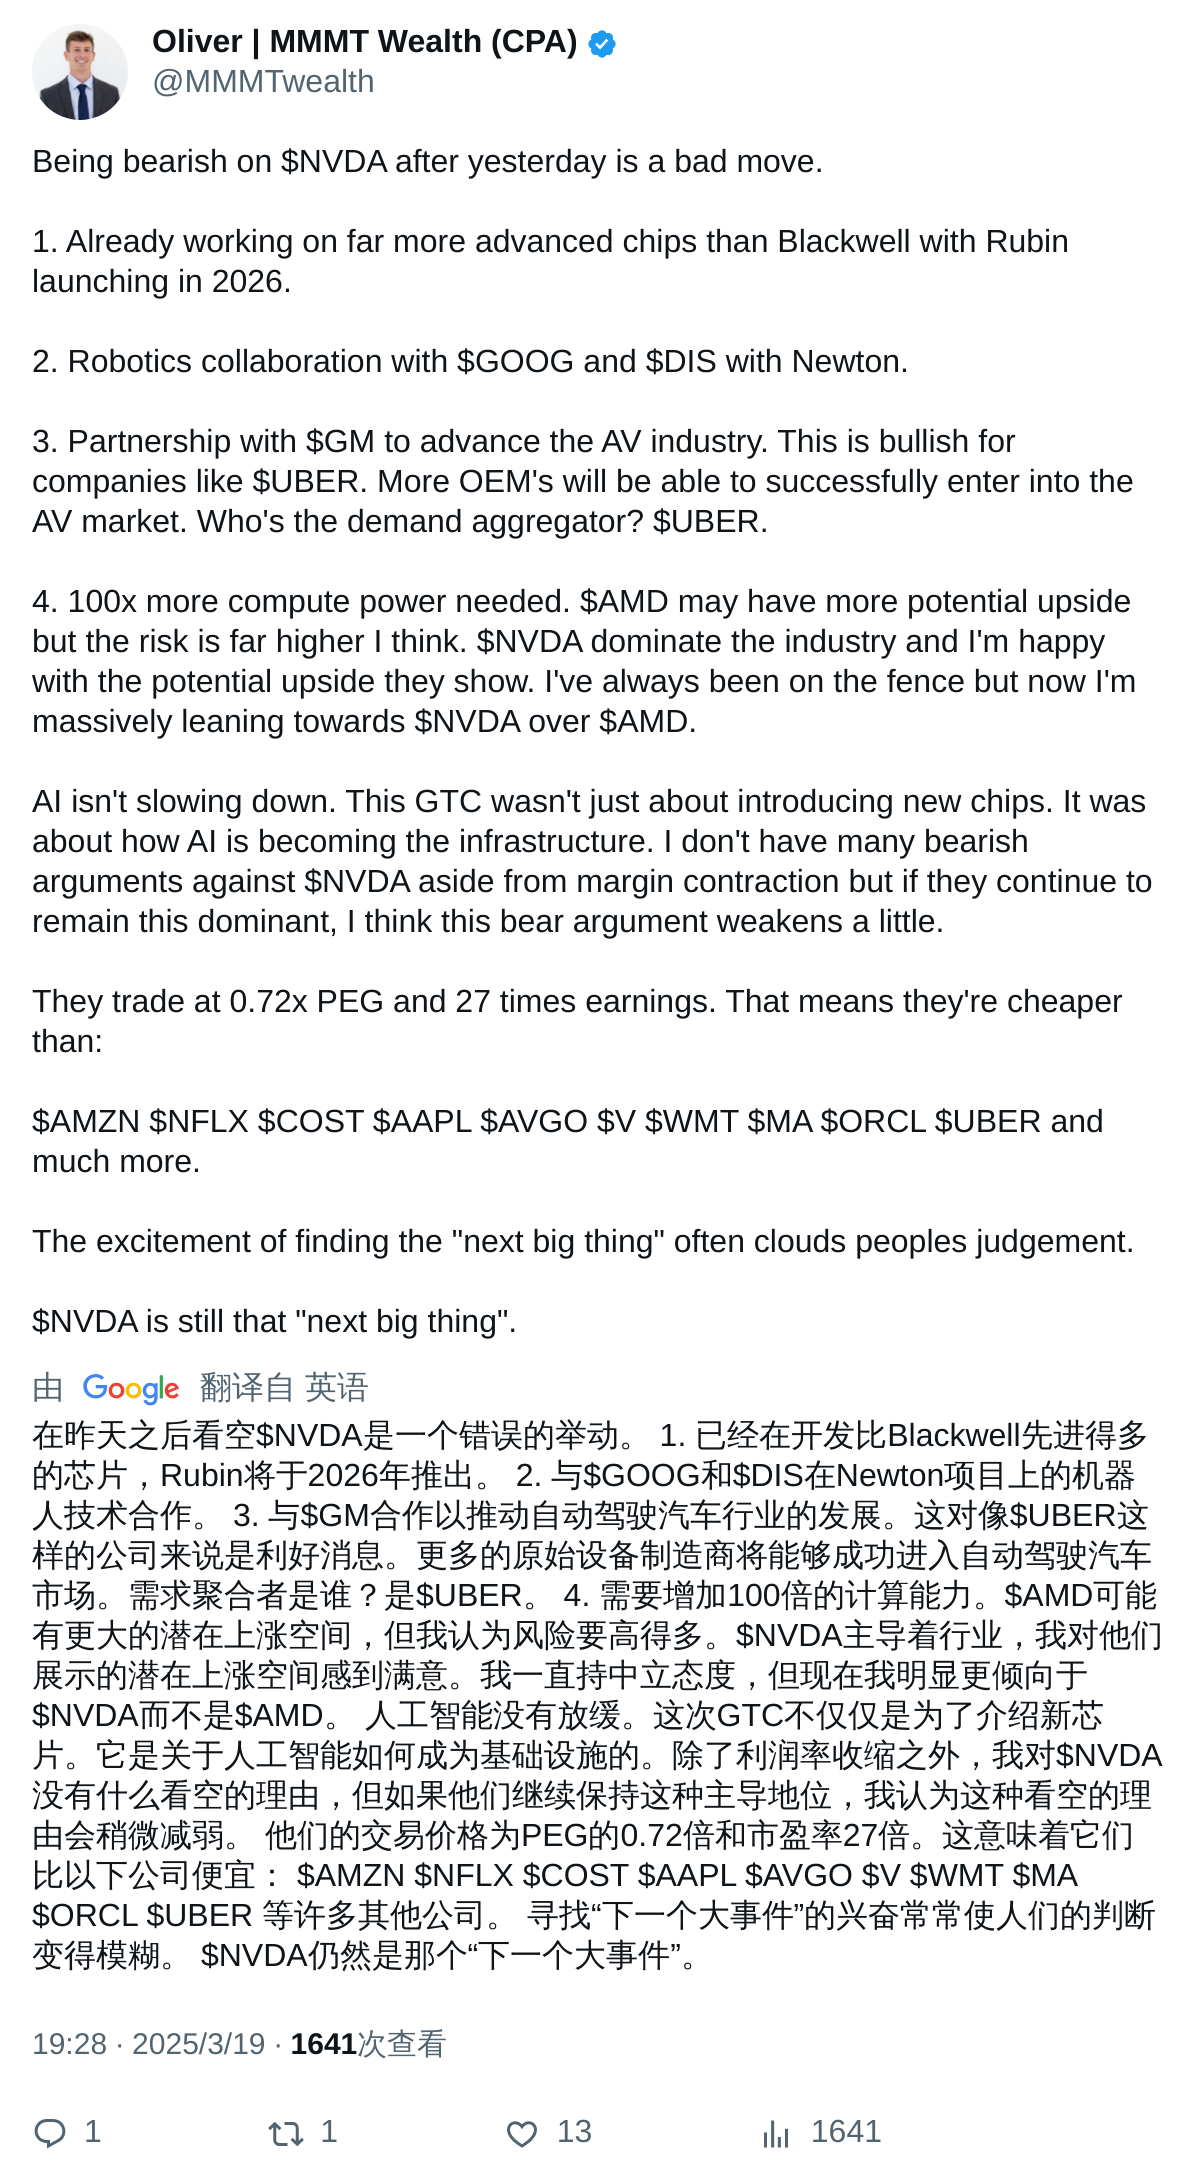 Oliver | MMMT Wealth (CPA)
@MMMTwealth
Being bearish on $NVDA after yesterday is a bad move.
1. Already working on far more advanced chips than Blackwell with Rubin
launching in 2026.
2. Robotics collaboration with $GOOG and $DIS with Newton.
3. Partnership with $GM to advance the AV industry. This is bullish for
companies like $UBER. More OEM's will be able to successfully enter into the
AV market. Who's the demand aggregator? $UBER.
4. 100x more compute power needed. $AMD may have more potential upside
but the risk is far higher I think. $NVDA dominate the industry and I'm happy
with the potential upside they show. I've always been on the fence but now I'm
massively leaning towards $NVDA over $AMD.
AI isn't slowing down. This GTC wasn't just about introducing new chips. It was
about how AI is becoming the infrastructure. I don't have many bearish
arguments against $NVDA aside from margin contraction but if they continue to
remain this dominant, I think this bear argument weakens a little.
They trade at 0.72x PEG and 27 times earnings. That means they're cheaper
than:
$AMZN $NFLX $COST $AAPL $AVGO $V $WMT $MA $ORCL $UBER and
much more.
The excitement of finding the "next big thing" often clouds peoples judgement.
$NVDA is still that "next big thing".
由 Google 翻译自 英语
在昨天之后看空$NVDA是一个错误的举动。 1. 已经在开发比Blackwell先进得多
的芯片，Rubin将于2026年推出。 2. 与$GOOG和$DIS在Newton项目上的机器
人技术合作。 3. 与$GM合作以推动自动驾驶汽车行业的发展。这对像$UBER这
样的公司来说是利好消息。更多的原始设备制造商将能够成功进入自动驾驶汽车
市场。需求聚合者是谁？是$UBER。 4. 需要增加100倍的计算能力。$AMD可能
有更大的潜在上涨空间，但我认为风险要高得多。$NVDA主导着行业，我对他们
展示的潜在上涨空间感到满意。我一直持中立态度，但现在我明显更倾向于
$NVDA而不是$AMD。 人工智能没有放缓。这次GTC不仅仅是为了介绍新芯
片。它是关于人工智能如何成为基础设施的。除了利润率收缩之外，我对$NVDA
没有什么看空的理由，但如果他们继续保持这种主导地位，我认为这种看空的理
由会稍微减弱。 他们的交易价格为PEG的0.72倍和市盈率27倍。这意味着它们
比以下公司便宜： $AMZN $NFLX $COST $AAPL $AVGO $V $WMT $MA
$ORCL $UBER 等许多其他公司。 寻找“下一个大事件”的兴奋常常使人们的判断
变得模糊。 $NVDA仍然是那个“下一个大事件”。
19:28 · 2025/3/19 · 1641次查看
1 1 13 1641